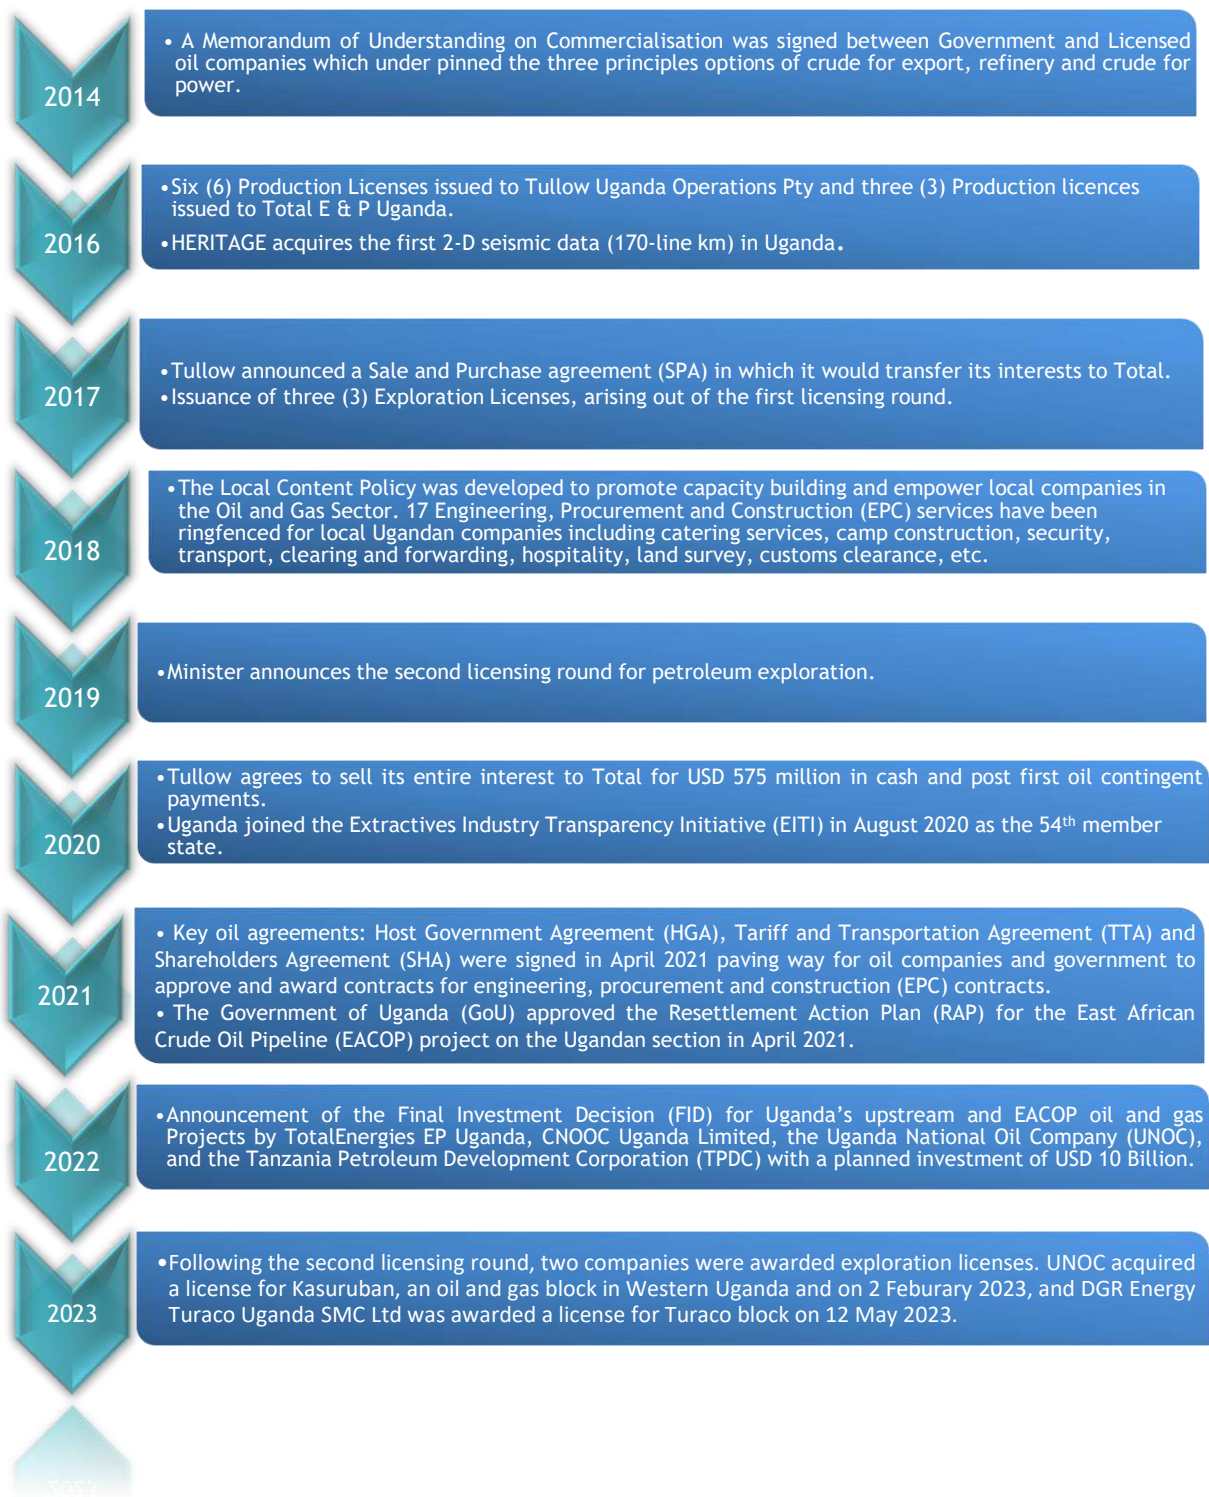 2014
• A Memorandum of Understanding on Commercialisation was signed between Government and Licensed
oil companies which under pinned the three principles options of crude for export, refinery and crude for
power.
2016
•Six (6) Production Licenses issued to Tullow Uganda Operations Pty and three (3) Production licences
issued to Total E & P Uganda.
•HERITAGE acquires the first 2-D seismic data (170-line km) in Uganda.
2017
•Tullow announced a Sale and Purchase agreement (SPA) in which it would transfer its interests to Total.
•Issuance of three (3) Exploration Licenses, arising out of the first licensing round.
2018
•The Local Content Policy was developed to promote capacity building and empower local companies in
the Oil and Gas Sector. 17 Engineering, Procurement and Construction (EPC) services have been
ringfenced for local Ugandan companies including catering services, camp construction, security,
transport, clearing and forwarding, hospitality, land survey, customs clearance, etc.
2019
•Minister announces the second licensing round for petroleum exploration.
2020
•Tullow agrees to sell its entire interest to Total for USD 575 million in cash and post first oil contingent
payments.
•Uganda joined the Extractives Industry Transparency Initiative (EITI) in August 2020 as the 54th member
state.
2021
• Key oil agreements: Host Government Agreement (HGA), Tariff and Transportation Agreement (TTA) and
Shareholders Agreement (SHA) were signed in April 2021 paving way for oil companies and government to
approve and award contracts for engineering, procurement and construction (EPC) contracts.
• The Government of Uganda (GoU) approved the Resettlement Action Plan (RAP) for the East African
Crude Oil Pipeline (EACOP) project on the Ugandan section in April 2021.
2022
•Announcement of the Final Investment Decision (FID) for Uganda’s upstream and EACOP oil and gas
Projects by TotalEnergies EP Uganda, CNOOC Uganda Limited, the Uganda National Oil Company (UNOC),
and the Tanzania Petroleum Development Corporation (TPDC) with a planned investment of USD 10 Billion.
2023
•Following the second licensing round, two companies were awarded exploration licenses. UNOC acquired
a license for Kasuruban, an oil and gas block in Western Uganda and on 2 Feburary 2023, and DGR Energy
Turaco Uganda SMC Ltd was awarded a license for Turaco block on 12 May 2023.